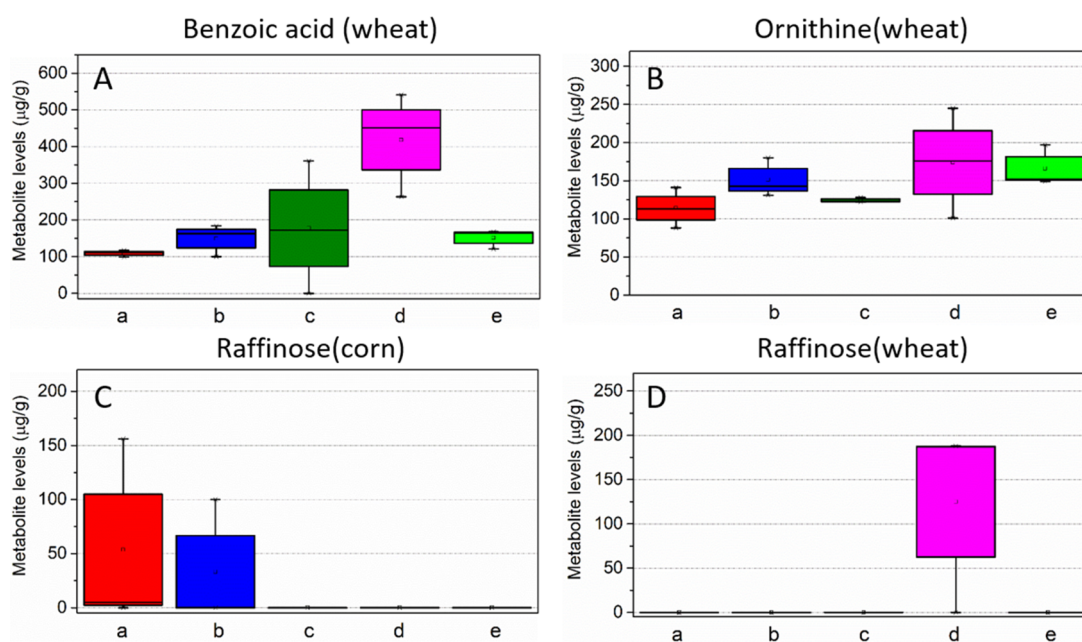 Benzoic acid (wheat)
A
Metabolite levels (µg/g)
600
500
400
300
200
100
0
a b c d e
Ornithine(wheat)
B
Metabolite levels (µg/g)
300
250
200
150
100
50
0
a b c d e
Raffinose(corn)
C
Metabolite levels (µg/g)
200
150
100
50
0
a b c d e
Raffinose(wheat)
D
Metabolite levels (µg/g)
250
200
150
100
50
0
a b c d e